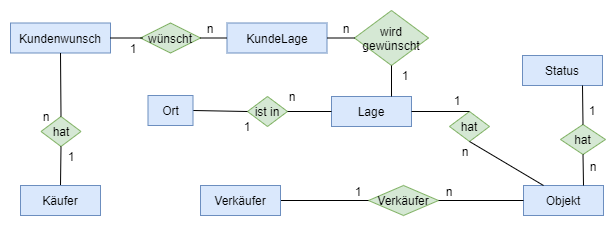 Kundenwunsch
1
wünscht
n
KundeLage
n
wird
gewünscht
1
Status
1
hat
n
Ort
1
ist in
n
Lage
1
hat
n
n
hat
1
Käufer
Verkäufer
1
Verkäufer
n
Objekt